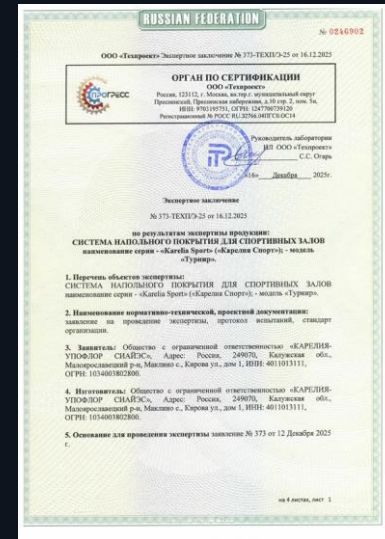 RUSSIAN FEDERATION
№ 0246902
ООО «Техпроект» Экспертное заключение № 373-ТЕХП/Э-25 от 16.12.2025
ПРОГРЕСС
ОРГАН ПО СЕРТИФИКАЦИИ
ООО «Техпроект»
Россия, 123112, г. Москва, вн.тер.г. муниципальный округ
Пресненский, Пресненская набережная, д.10 стр. 2, пом. 3н,
ИНН: 9703195751, ОГРН: 1247700739120
Регистрационный № РОСС RU.32766.04ПГС0.ОС14
Руководитель лаборатории
ИЛ ООО «Техпроект»
С.С. Огарь
«16» Декабря 2025г.
Экспертное заключение
№ 373-ТЕХП/Э-25 от 16.12.2025
по результатам экспертизы продукции:
СИСТЕМА НАПОЛЬНОГО ПОКРЫТИЯ ДЛЯ СПОРТИВНЫХ ЗАЛОВ
наименование серии - «Karelia Sport» («Карелия Спорт»); - модель
«Турнир».
1. Перечень объектов экспертизы:
СИСТЕМА НАПОЛЬНОГО ПОКРЫТИЯ ДЛЯ СПОРТИВНЫХ ЗАЛОВ
наименование серии - «Karelia Sport» («Карелия Спорт»); - модель «Турнир».
2. Наименование нормативно-технической, проектной документации:
заявление на проведение экспертизы, протокол испытаний, стандарт
организации.
3. Заявитель: Общество с ограниченной ответственностью «КАРЕЛИЯ-
УПОФЛОР СИАЙЭС», Адрес: Россия, 249070, Калужская обл.,
Малоярославецкий р-н, Маклино с., Кирова ул., дом 1, ИНН: 4011013111,
ОГРН: 1034003802800.
4. Изготовитель: Общество с ограниченной ответственностью «КАРЕЛИЯ-
УПОФЛОР СИАЙЭС», Адрес: Россия, 249070, Калужская обл.,
Малоярославецкий р-н, Маклино с., Кирова ул., дом 1, ИНН: 4011013111,
ОГРН: 1034003802800.
5. Основание для проведения экспертизы заявление № 373 от 12 Декабря 2025
г.
на 4 листах, лист 1